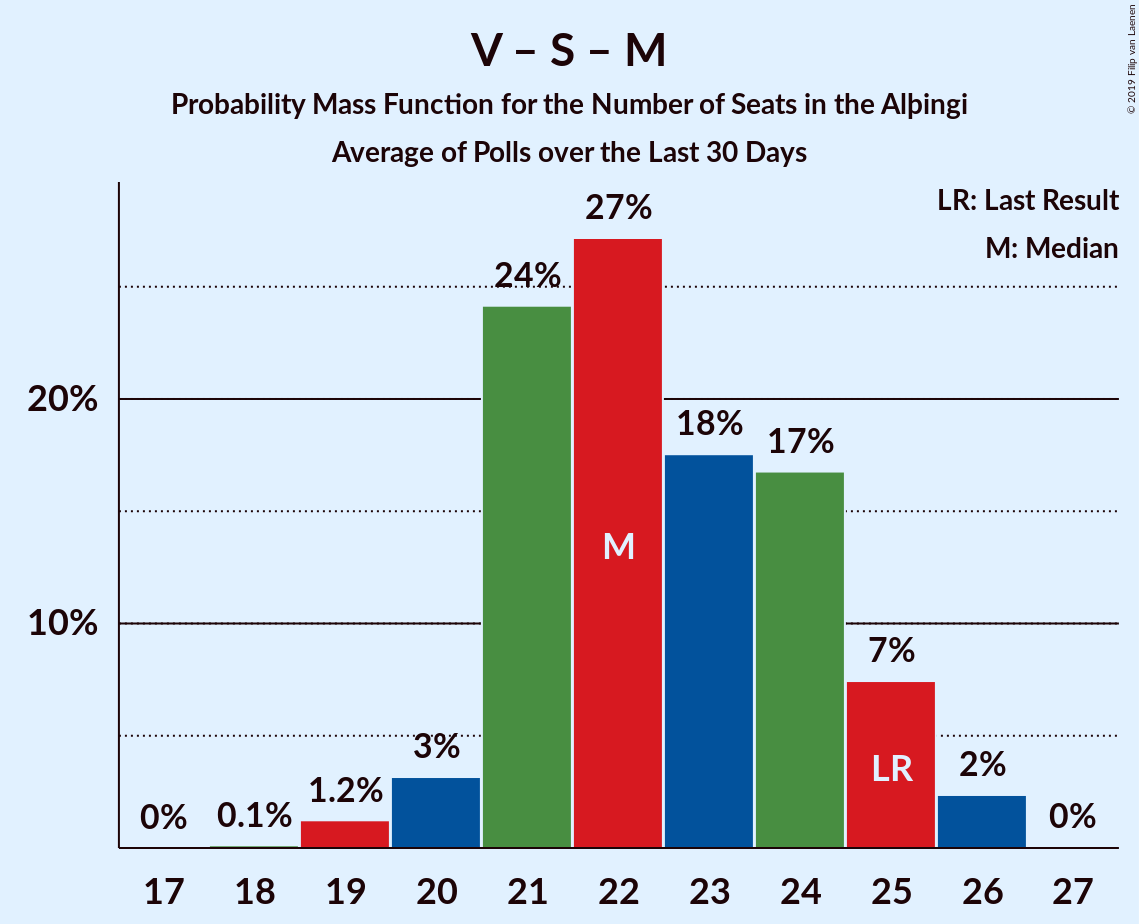 V – S – M
Probability Mass Function for the Number of Seats in the Alþingi
Average of Polls over the Last 30 Days
© 2019 Filip van Laenen
LR: Last Result
M: Median
20%
10%
0%
0.1%
1.2%
3%
24%
27%
18%
17%
7%
2%
0%
M
LR
17 18 19 20 21 22 23 24 25 26 27